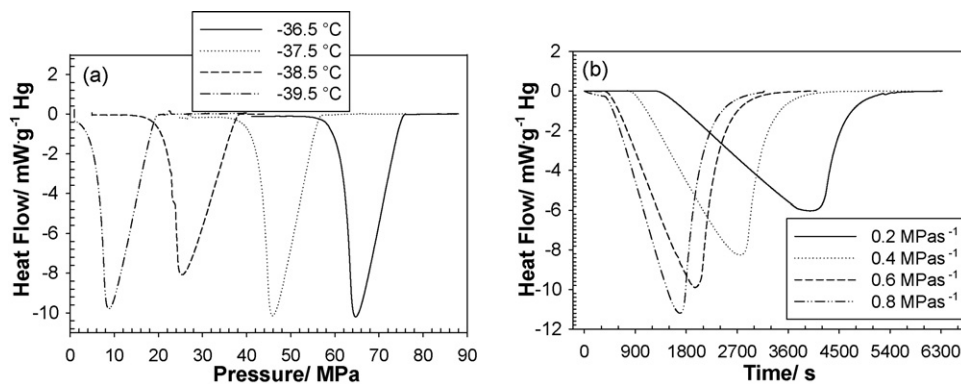 -36.5 °C
-37.5 °C
-38.5 °C
-39.5 °C
(a)
2
0
-2
-4
-6
-8
-10
Heat Flow/ mW·g⁻¹ Hg
0 10 20 30 40 50 60 70 80 90
Pressure/ MPa
(b)
2
0
-2
-4
-6
-8
-10
-12
Heat Flow/ mW·g⁻¹ Hg
0.2 MPas⁻¹
0.4 MPas⁻¹
0.6 MPas⁻¹
0.8 MPas⁻¹
0 900 1800 2700 3600 4500 5400 6300
Time/ s